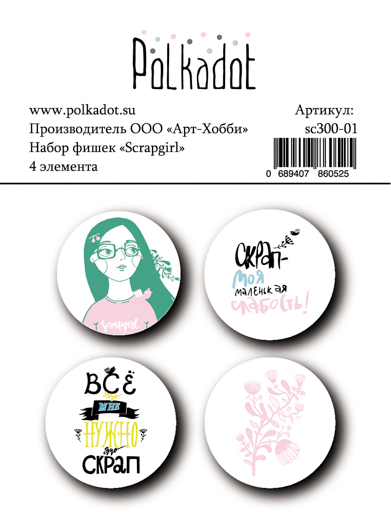 Polkadot
www.polkadot.su
Артикул:
Производитель ООО «Арт-Хобби»
sc300-01
Набор фишек «Scrapgirl»
4 элемента
0 689407 860525
Scrapgirl
СКРАП-
МОЯ
МАЛЕНЬКАЯ
СЛАБОСТЬ!
ВСЁ
что
МНЕ
НУЖНО
это
СКРАП